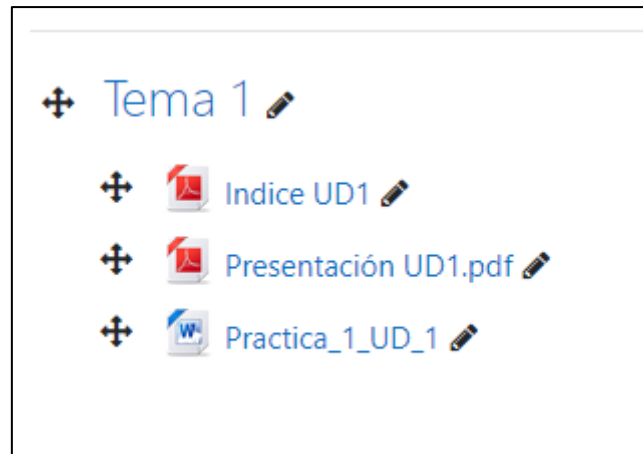 Tema 1
Indice UD1
Presentación UD1.pdf
Practica_1_UD_1